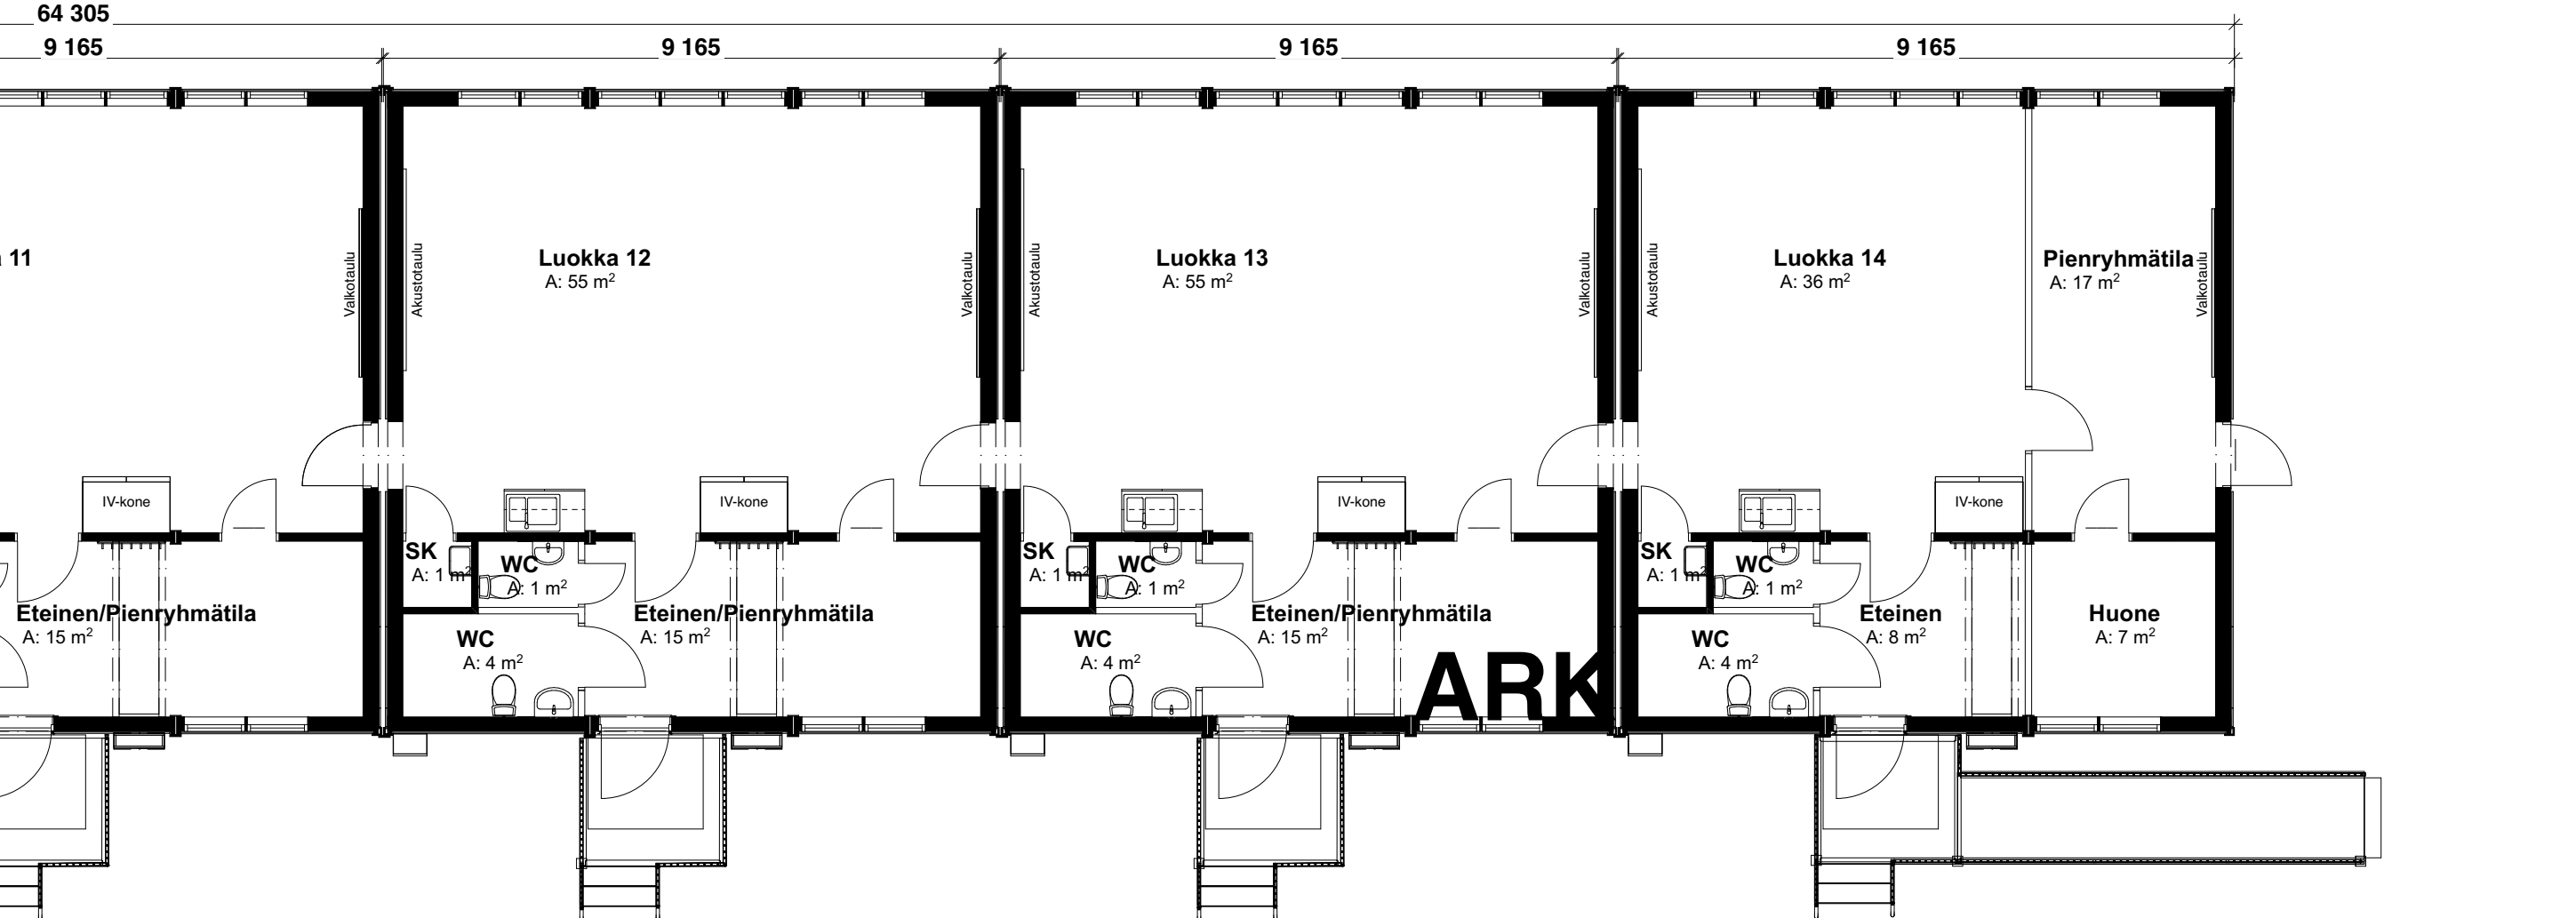 64 305
9 165
9 165
9 165
9 165
11
Valkotaulu
IV-kone
Eteinen/Pienryhmätila
A: 15 m²
Akustotaulu
Luokka 12
A: 55 m²
Valkotaulu
IV-kone
SK
A: 1 m²
WC
A: 1 m²
WC
A: 4 m²
Eteinen/Pienryhmätila
A: 15 m²
Akustotaulu
Luokka 13
A: 55 m²
Valkotaulu
IV-kone
SK
A: 1 m²
WC
A: 1 m²
WC
A: 4 m²
Eteinen/Pienryhmätila
A: 15 m²
ARK
Akustotaulu
Luokka 14
A: 36 m²
Pienryhmätila
A: 17 m²
Valkotaulu
IV-kone
SK
A: 1 m²
WC
A: 1 m²
WC
A: 4 m²
Eteinen
A: 8 m²
Huone
A: 7 m²